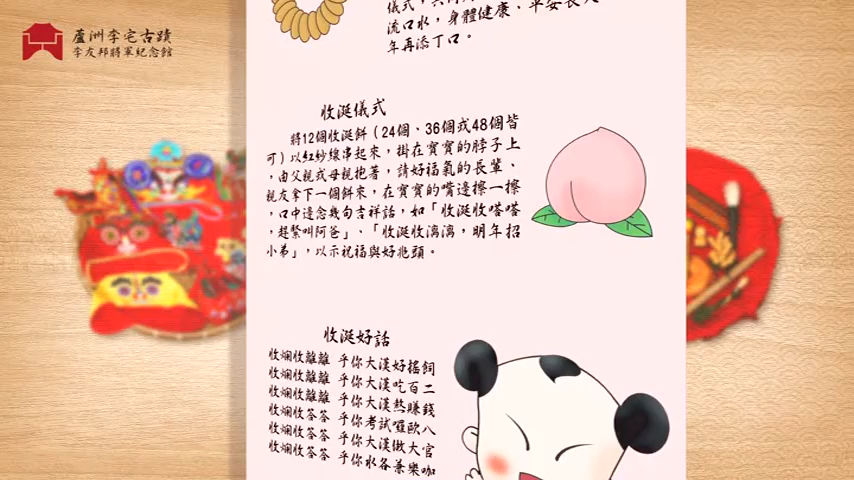 蘆洲李宅古蹟
李友邦將軍紀念館
流口水,身體健康、平安長大
年再添丁口。
收涎儀式
將12個收涎餅(24個、36個或48個皆
可)以紅紗線串起來,掛在寶寶的脖子上
,由父親或母親抱著,請好福氣的長輩、
親友拿下一個餅來,在寶寶的嘴邊擦一擦
,口中邊念幾句吉祥話,如「收涎收嗒嗒
,趕緊叫阿爸」、「收涎收漓漓,明年招
小弟」,以示祝福與好兆頭。
收涎好話
收瀾收離離 乎你大漢好搖飼
收瀾收離離 乎你大漢吃百二
收瀾收離離 乎你大漢熬賺錢
收瀾收答答 乎你考試囉歐八
收瀾收答答 乎你大漢做大官
收瀾收答答 乎你水各兼樂咖